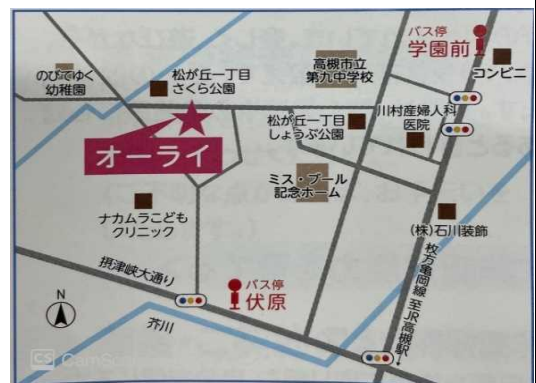 バス停
学園前
コンビニ
高槻市立
第九中学校
のびてゆく
幼稚園
松が丘一丁目
さくら公園
松が丘一丁目
しょうぶ公園
川村産婦人科
医院
オーライ
ミス・ブール
記念ホーム
ナカムラこども
クリニック
(株)石川装飾
摂津峡大通り
バス停
伏原
枚方亀岡線 至JR高槻駅
N
芥川
CS CamS